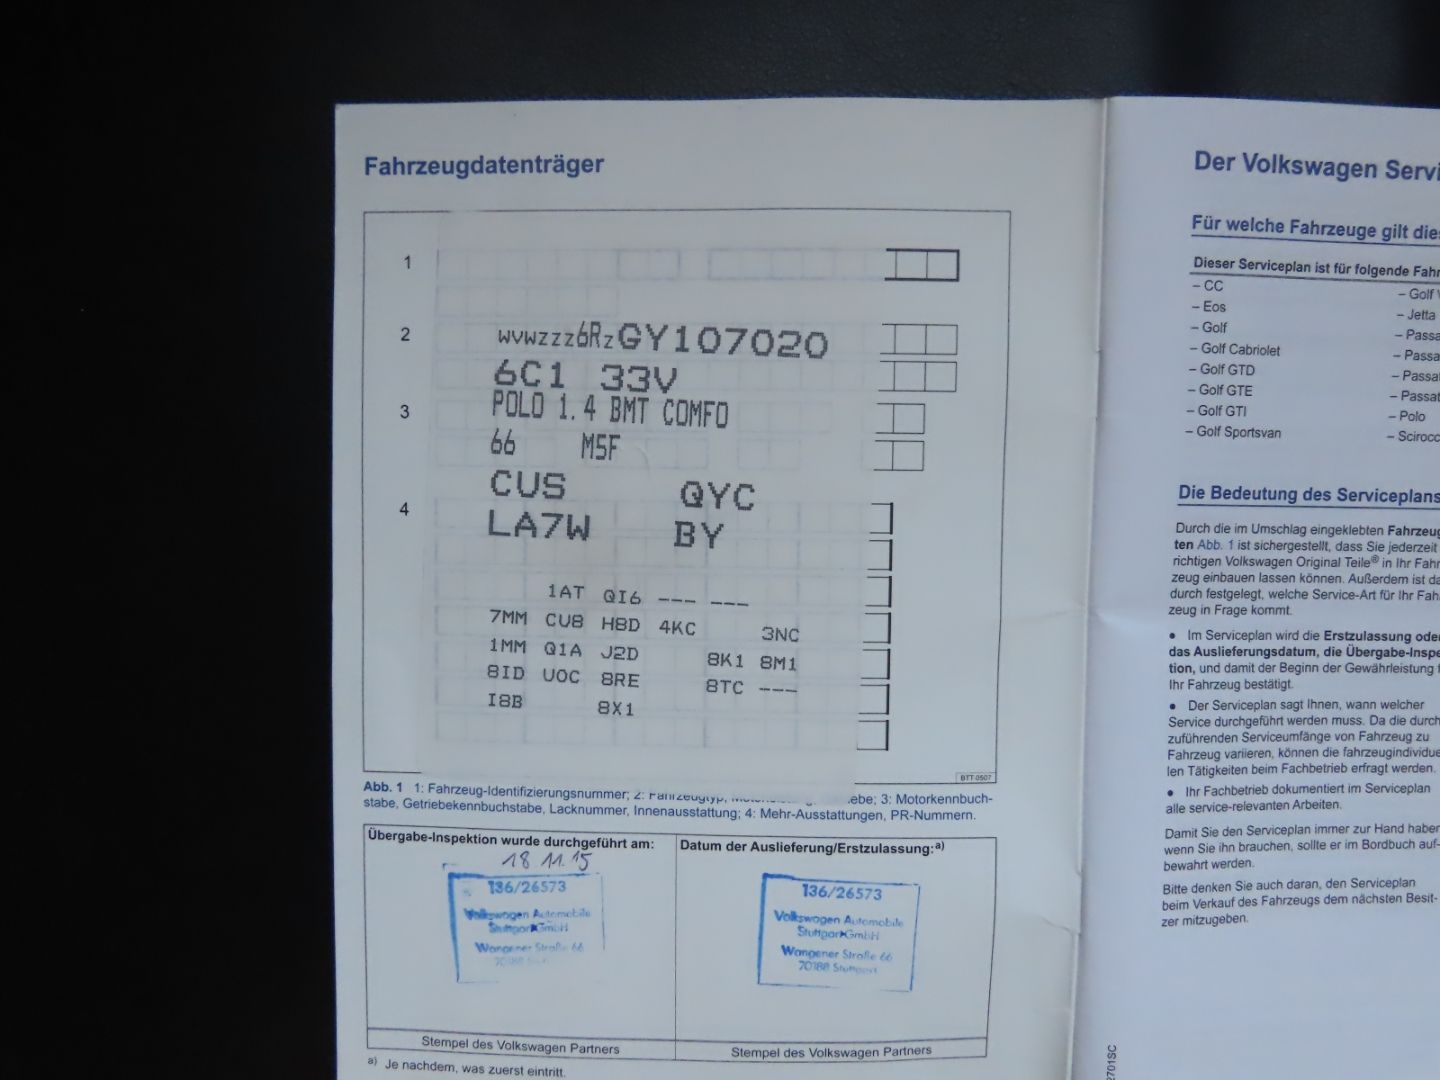 Fahrzeugdatenträger
1
2
WVWZZZ6RZGY107020
6C1 33V
3
POLO 1.4 BMT COMFO
66 M5F
CUS QYC
4
LA7W BY
1AT QI6 --- ---
7MM CU8 H8D 4KC 3NC
1MM Q1A J2D 8K1 8M1
8ID UOC 8RE 8TC ---
I8B 8X1
BTT-0507
Abb. 1 1: Fahrzeug-Identifizierungsnummer; 2: Fahrzeugtyp, ebe; 3: Motorkennbuch-
stabe, Getriebekennbuchstabe, Lacknummer, Innenausstattung; 4: Mehr-Ausstattungen, PR-Nummern.
Übergabe-Inspektion wurde durchgeführt am:
18 11. 15
136/26573
Volkswagen Automobile
Stuttgart GmbH
Wangener Straße 66
70188
Stempel des Volkswagen Partners
Datum der Auslieferung/Erstzulassung:a)
136/26573
Volkswagen Automobile
Stuttgart GmbH
Wangener Straße 66
70188 Stuttgart
Stempel des Volkswagen Partners
a) Je nachdem, was zuerst eintritt.
Der Volkswagen Servi
Für welche Fahrzeuge gilt dies
Dieser Serviceplan ist für folgende Fahr
– CC
– Eos
– Golf
– Golf Cabriolet
– Golf GTD
– Golf GTE
– Golf GTI
– Golf Sportsvan
– Golf V
– Jetta
– Passa
– Passa
– Passat
– Passat
– Polo
– Scirocc
Die Bedeutung des Serviceplans
Durch die im Umschlag eingeklebten Fahrzeug
ten Abb. 1 ist sichergestellt, dass Sie jederzeit
richtigen Volkswagen Original Teile® in Ihr Fahr
zeug einbauen lassen können. Außerdem ist da
durch festgelegt, welche Service-Art für Ihr Fah
zeug in Frage kommt.
● Im Serviceplan wird die Erstzulassung oder
das Auslieferungsdatum, die Übergabe-Inspe
tion, und damit der Beginn der Gewährleistung f
Ihr Fahrzeug bestätigt.
● Der Serviceplan sagt Ihnen, wann welcher
Service durchgeführt werden muss. Da die durch
zuführenden Serviceumfänge von Fahrzeug zu
Fahrzeug variieren, können die fahrzeugindividue
len Tätigkeiten beim Fachbetrieb erfragt werden.
● Ihr Fachbetrieb dokumentiert im Serviceplan
alle service-relevanten Arbeiten.
Damit Sie den Serviceplan immer zur Hand haben
wenn Sie ihn brauchen, sollte er im Bordbuch auf-
bewahrt werden.
Bitte denken Sie auch daran, den Serviceplan
beim Verkauf des Fahrzeugs dem nächsten Besit-
zer mitzugeben.
2701SC